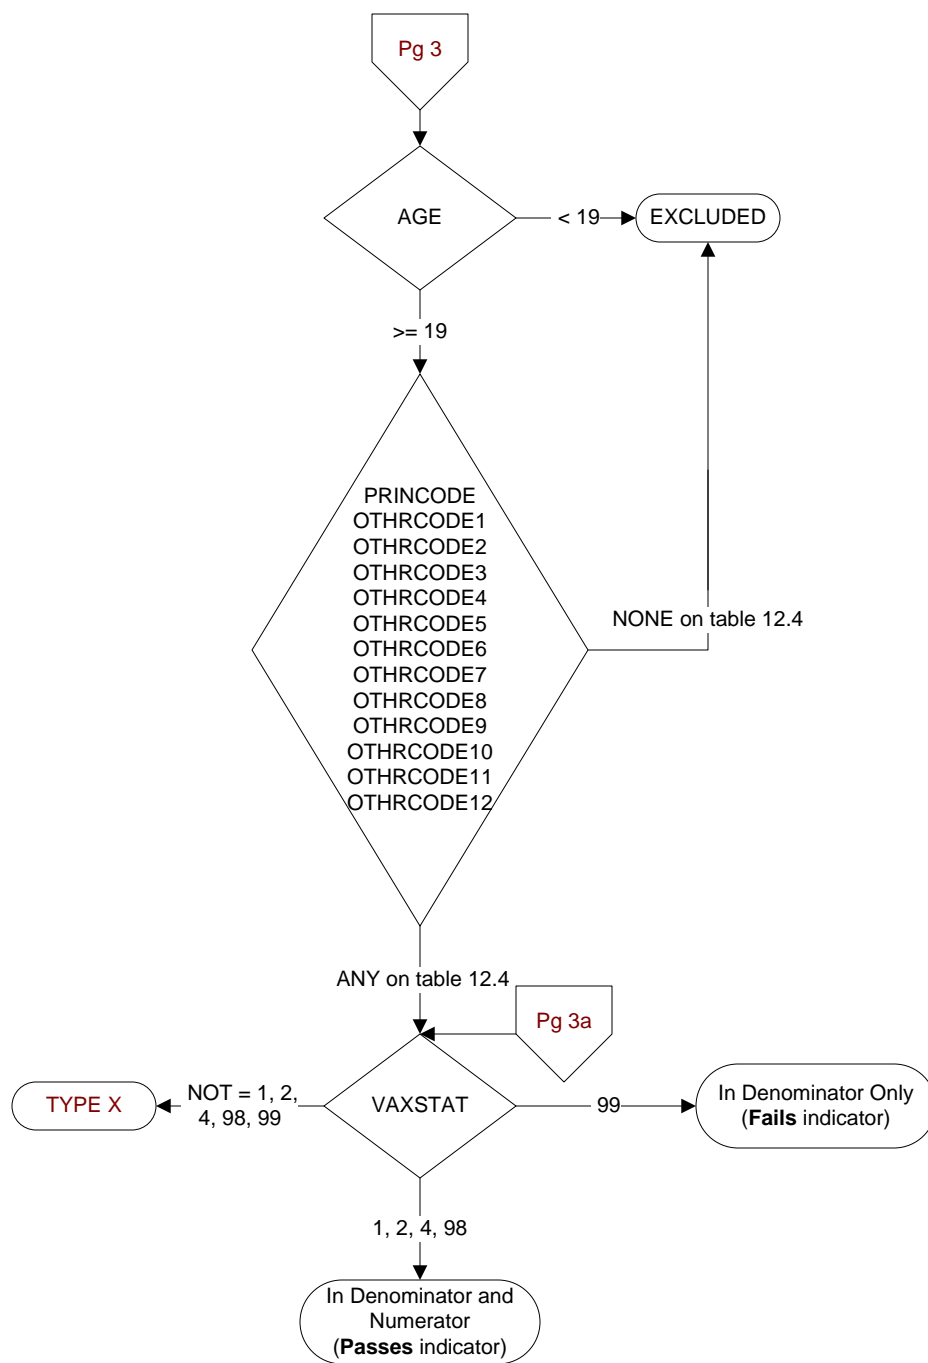 Pg 3
AGE
< 19
EXCLUDED
>= 19
PRINCODE
OTHRCODE1
OTHRCODE2
OTHRCODE3
OTHRCODE4
OTHRCODE5
OTHRCODE6
OTHRCODE7
OTHRCODE8
OTHRCODE9
OTHRCODE10
OTHRCODE11
OTHRCODE12
NONE on table 12.4
ANY on table 12.4
Pg 3a
TYPE X
NOT = 1, 2,
4, 98, 99
VAXSTAT
99
In Denominator Only
(Fails indicator)
1, 2, 4, 98
In Denominator and
Numerator
(Passes indicator)